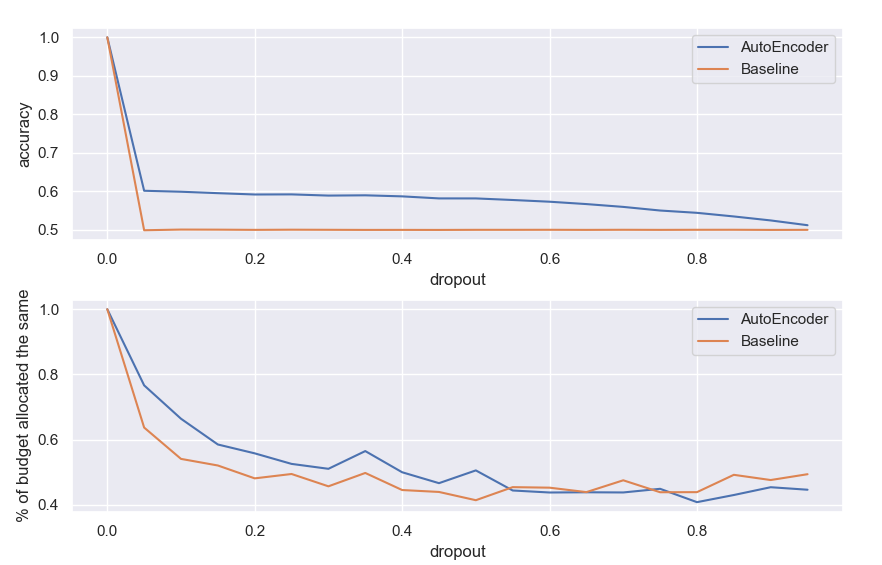 1.0
0.9
0.8
0.7
0.6
0.5
accuracy
AutoEncoder
Baseline
0.0 0.2 0.4 0.6 0.8
dropout
1.0
0.8
0.6
0.4
% of budget allocated the same
AutoEncoder
Baseline
0.0 0.2 0.4 0.6 0.8
dropout